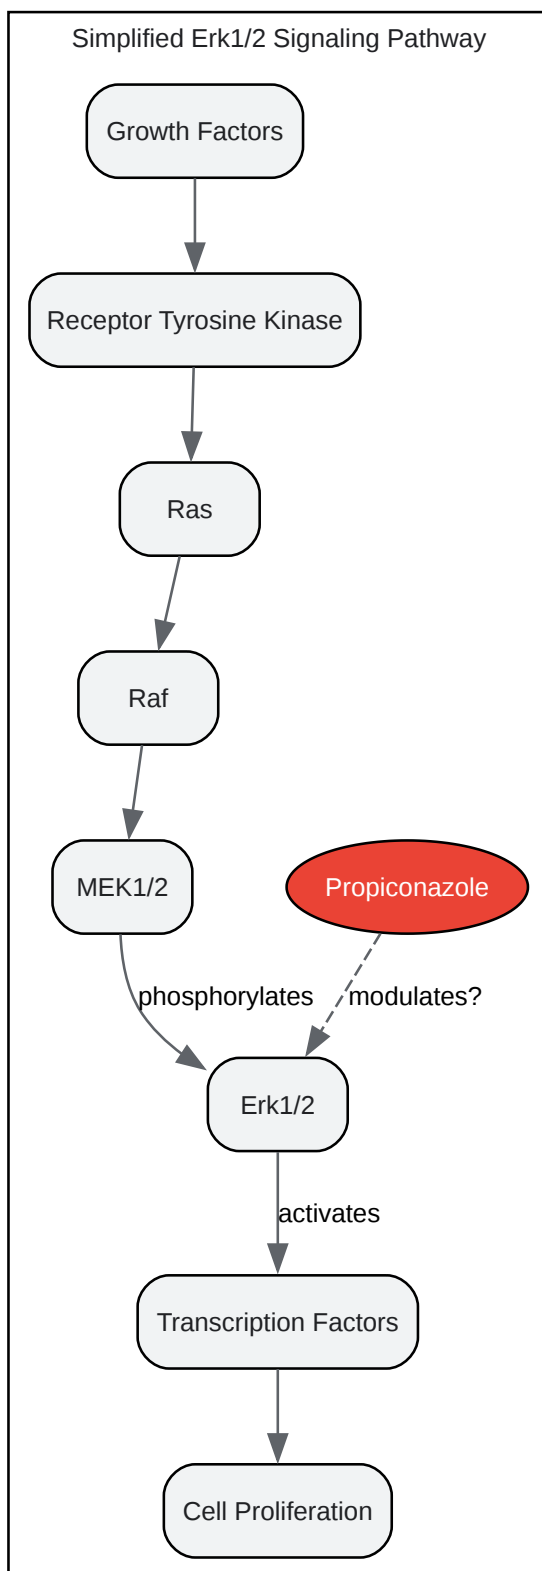 Simplified Erk1/2 Signaling Pathway
Growth Factors
Receptor Tyrosine Kinase
Ras
Raf
MEK1/2
Propiconazole
phosphorylates
modulates?
Erk1/2
activates
Transcription Factors
Cell Proliferation